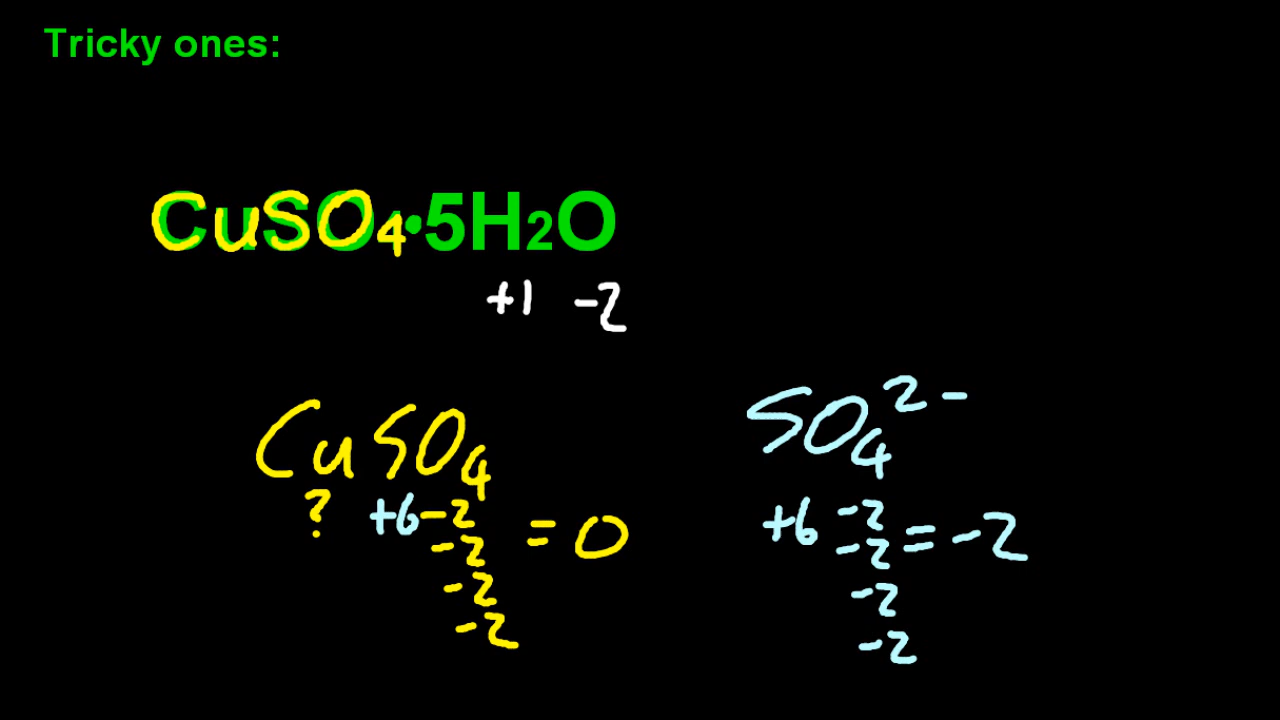 Tricky ones:
CuSO4•5H2O
+1 -2
CuSO4
? +6 -2
-2
-2
-2
= 0
SO4 2-
+6 -2
-2
-2
-2
= -2